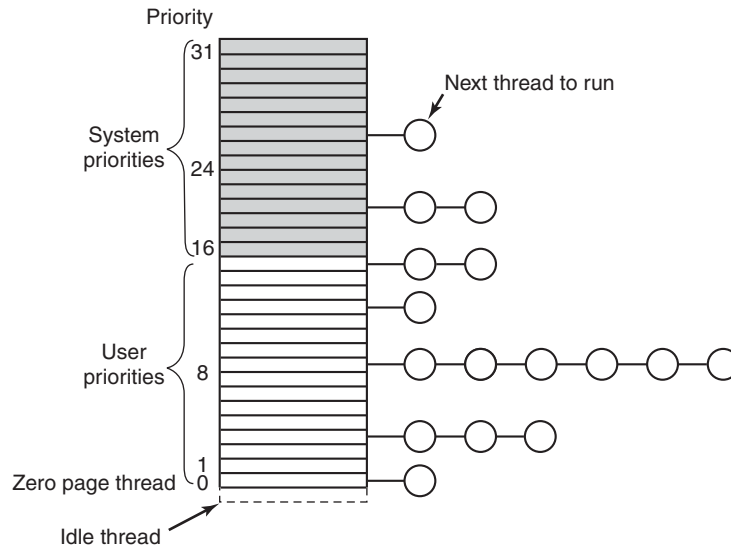 Priority
31
Next thread to run
System
priorities
24
16
User
priorities
8
1
Zero page thread
0
Idle thread